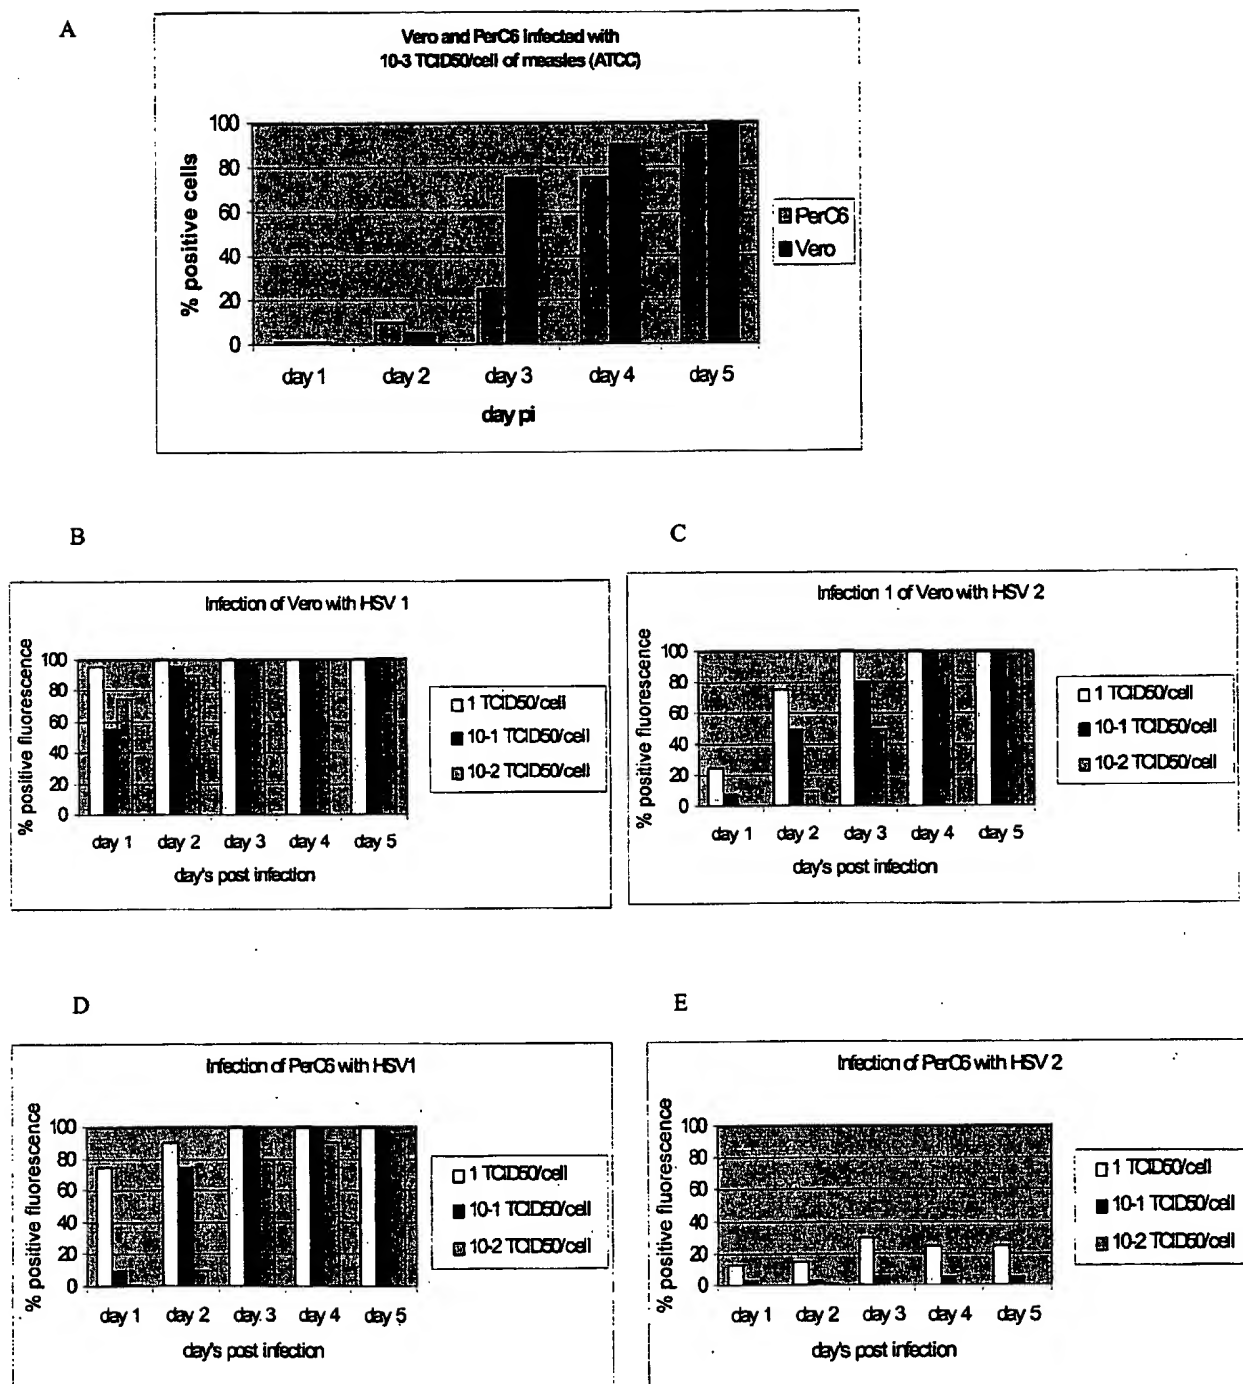 A
Vero and PerC6 infected with
10-3 TCID50/cell of measles (ATCC)
% positive cells
100
80
60
40
20
0
day 1 day 2 day 3 day 4 day 5
day pi
PerC6
Vero
B
Infection of Vero with HSV 1
% positive fluorescence
100
80
60
40
20
0
day 1 day 2 day 3 day 4 day 5
day's post infection
1 TCID50/cell
10-1 TCID50/cell
10-2 TCID50/cell
C
Infection 1 of Vero with HSV 2
% positive fluorescence
100
80
60
40
20
0
day 1 day 2 day 3 day 4 day 5
day's post infection
1 TCID50/cell
10-1 TCID50/cell
10-2 TCID50/cell
D
Infection of PerC6 with HSV1
% positive fluorescence
100
80
60
40
20
0
day 1 day 2 day 3 day 4 day 5
day's post infection
1 TCID50/cell
10-1 TCID50/cell
10-2 TCID50/cell
E
Infection of PerC6 with HSV 2
% positive fluorescence
100
80
60
40
20
0
day 1 day 2 day 3 day 4 day 5
day's post infection
1 TCID50/cell
10-1 TCID50/cell
10-2 TCID50/cell